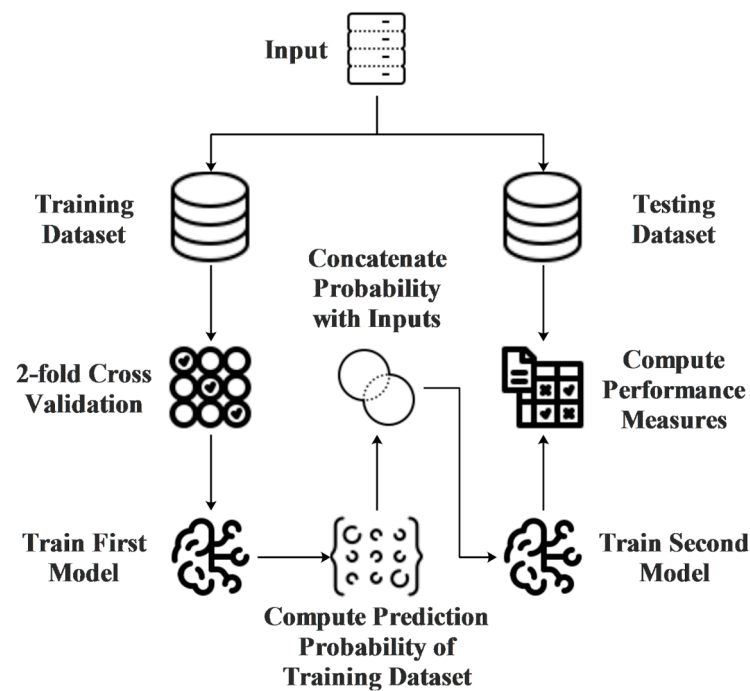 Input
Training
Dataset
Testing
Dataset
Concatenate
Probability
with Inputs
2-fold Cross
Validation
Compute
Performance
Measures
Train First
Model
Train Second
Model
Compute Prediction
Probability of
Training Dataset